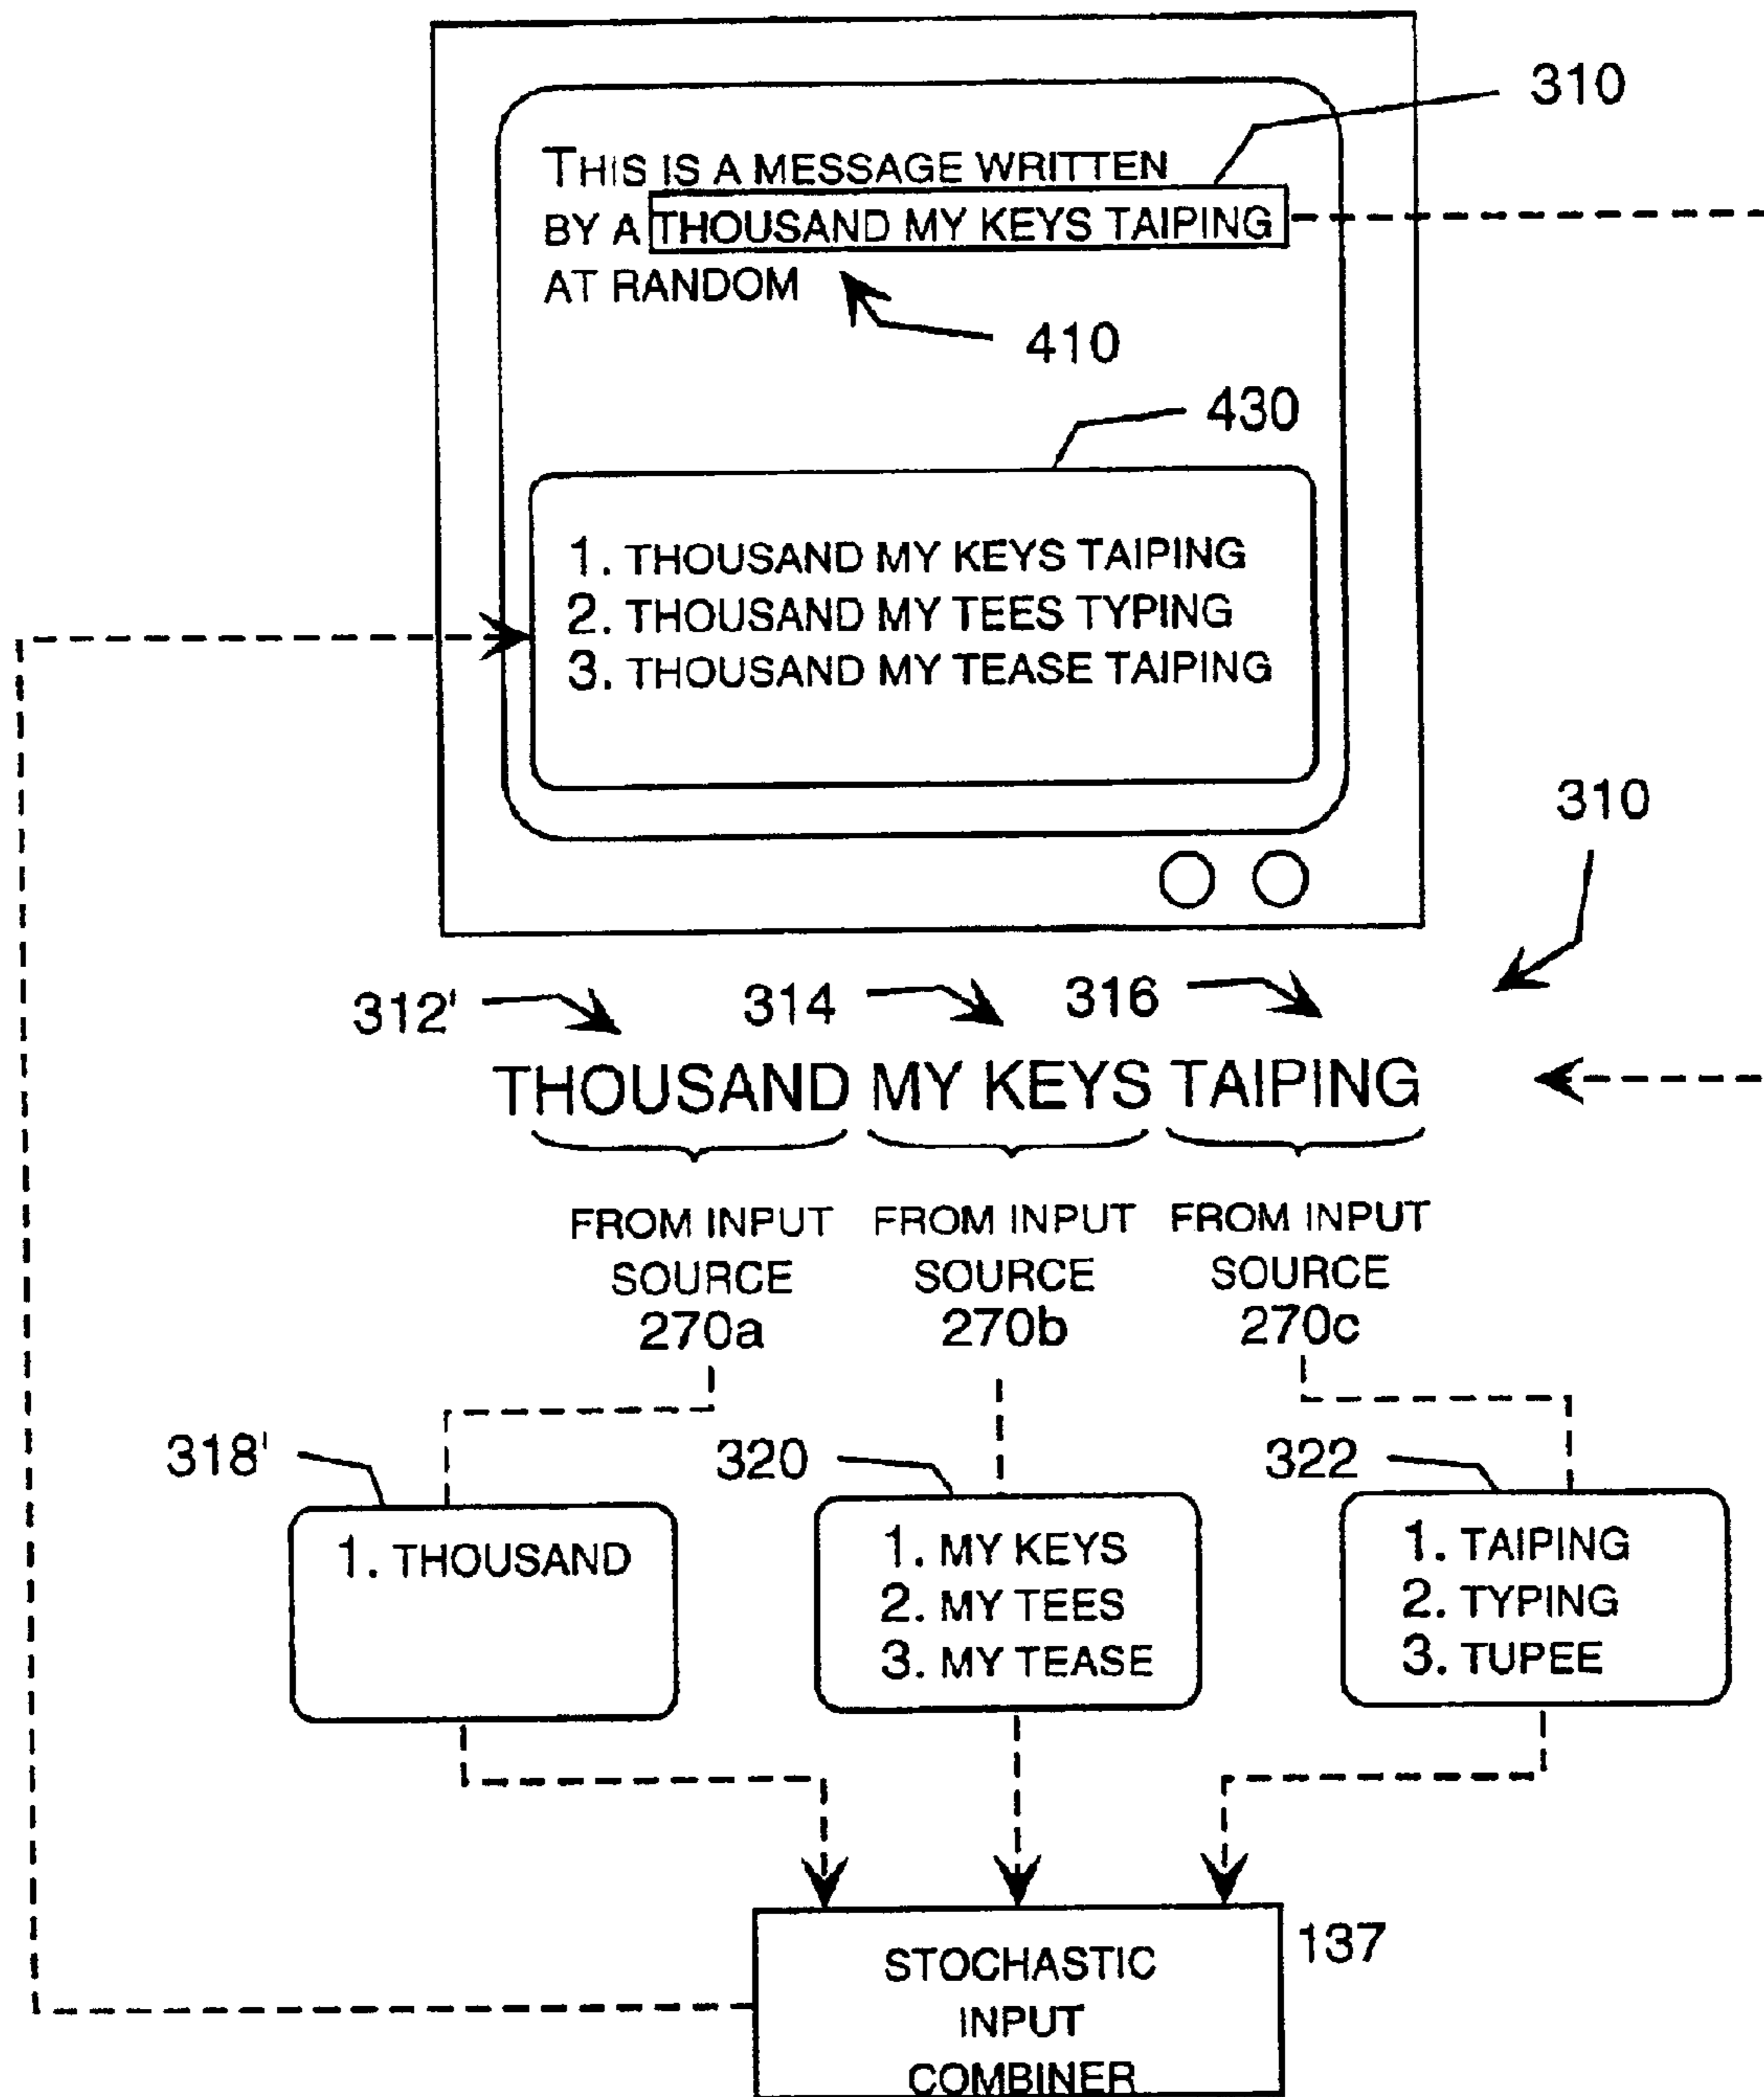 310
THIS IS A MESSAGE WRITTEN
BY A THOUSAND MY KEYS TAIPING
AT RANDOM
410
430
1. THOUSAND MY KEYS TAIPING
2. THOUSAND MY TEES TYPING
3. THOUSAND MY TEASE TAIPING
310
312' 314 316
THOUSAND MY KEYS TAIPING
FROM INPUT SOURCE 270a
FROM INPUT SOURCE 270b
FROM INPUT SOURCE 270c
318' 320 322
1. THOUSAND
1. MY KEYS
2. MY TEES
3. MY TEASE
1. TAIPING
2. TYPING
3. TUPEE
137
STOCHASTIC
INPUT
COMBINER